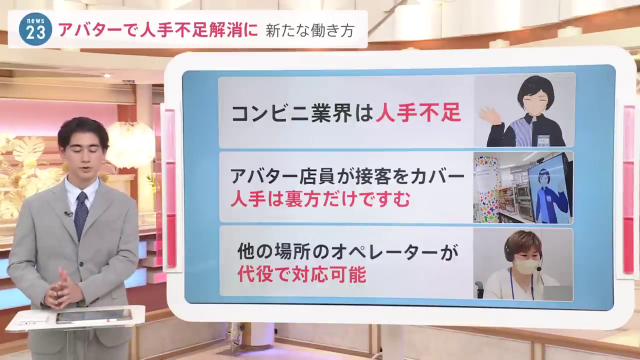 news
23
アバターで人手不足解消に 新たな働き方
コンビニ業界は人手不足
アバター店員が接客をカバー
人手は裏方だけですむ
他の場所のオペレーターが
代役で対応可能